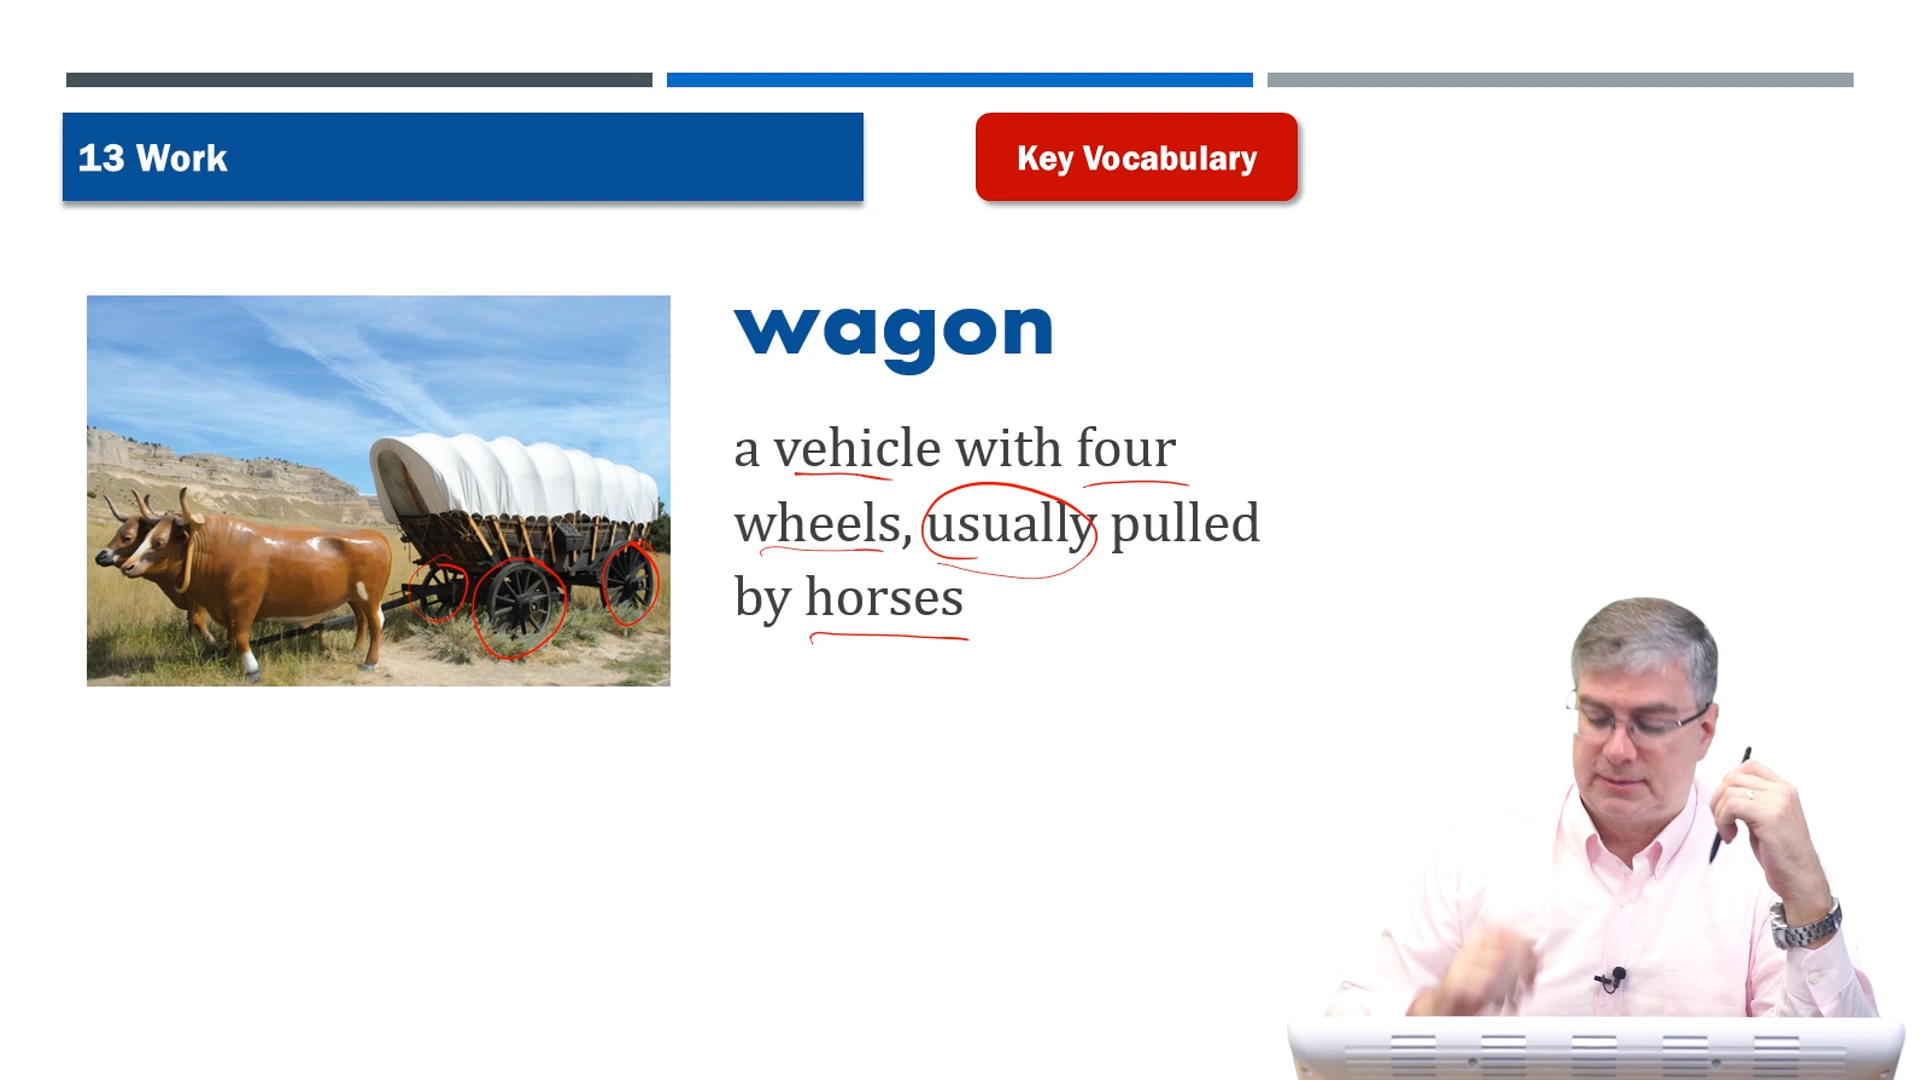 13 Work
Key Vocabulary
wagon
a vehicle with four
wheels, usually pulled
by horses